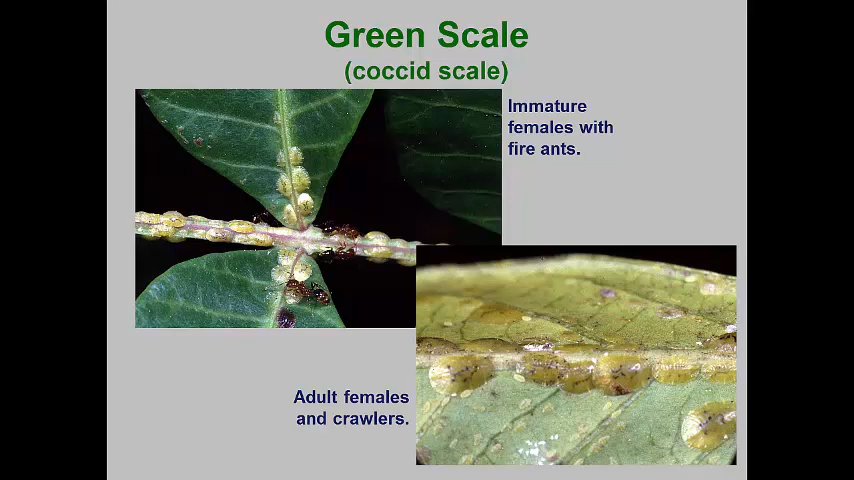 Green Scale
(coccid scale)
Immature
females with
fire ants.
Adult females
and crawlers.